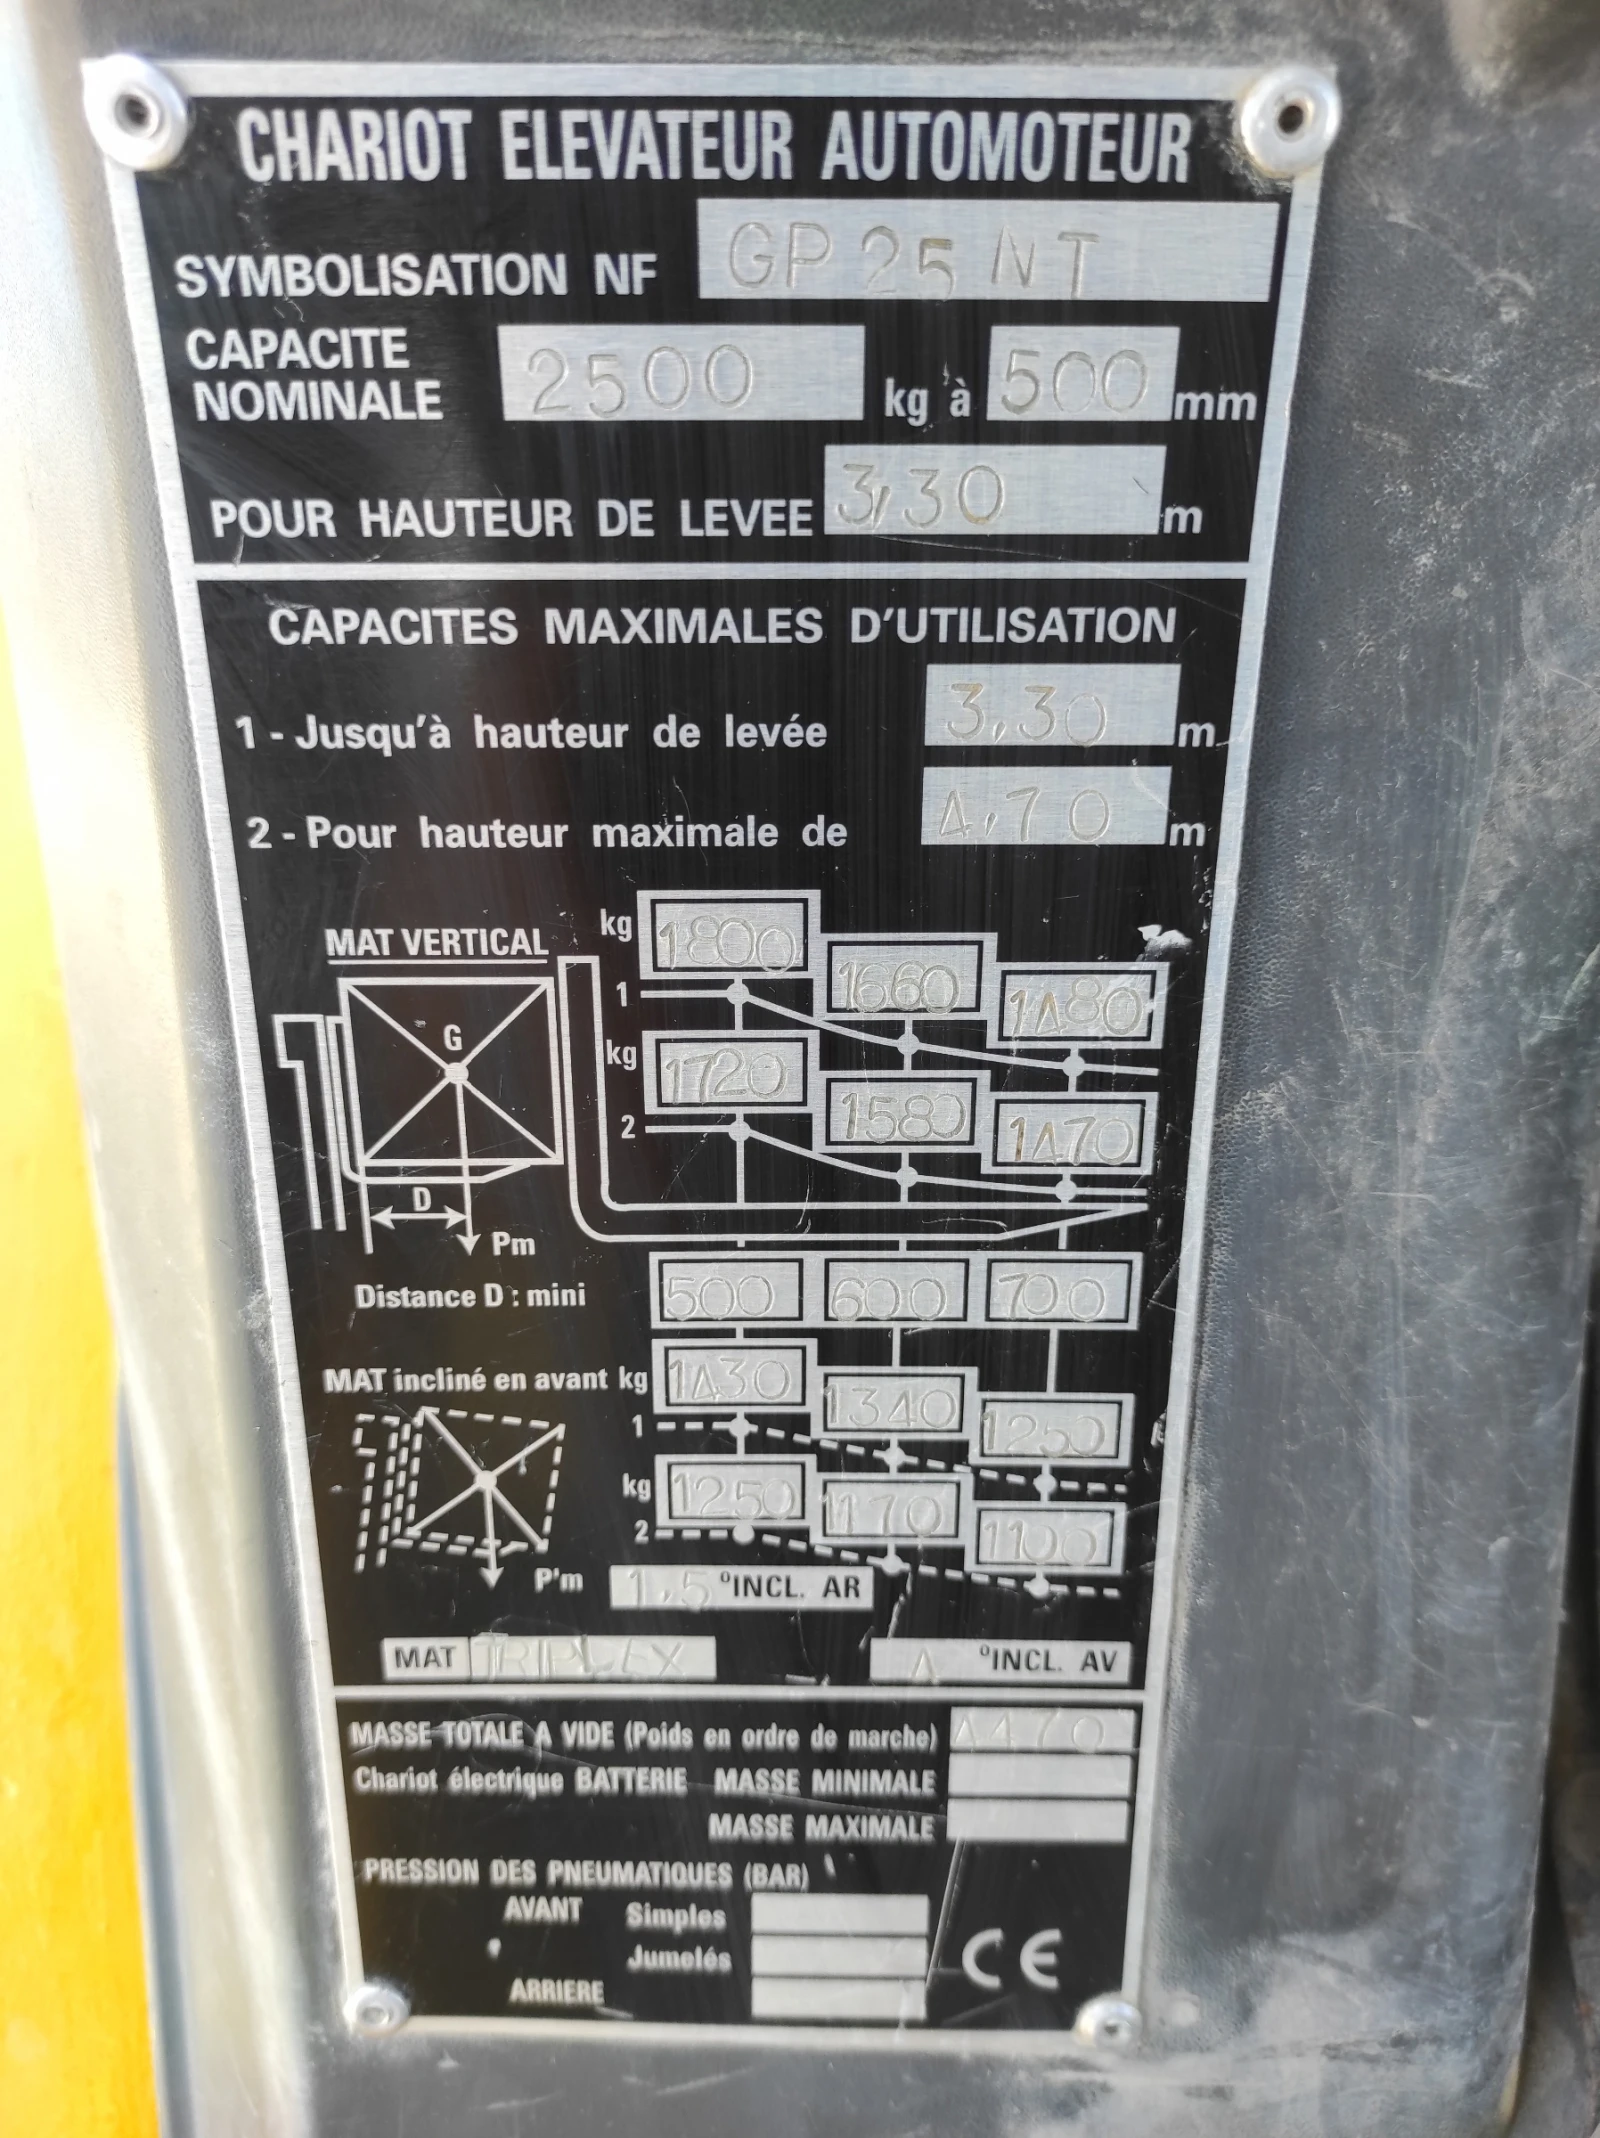 CHARIOT ELEVATEUR AUTOMOTEUR
SYMBOLISATION NF GP 25 NT
CAPACITE NOMINALE 2500 kg à 500 mm
POUR HAUTEUR DE LEVEE 3,30 m
CAPACITES MAXIMALES D'UTILISATION
1 - Jusqu'à hauteur de levée 3,30 m
2 - Pour hauteur maximale de 4,70 m
MAT VERTICAL
G
D
Pm
kg 1800 1660 1480
1
kg 1720 1580 1470
2
Distance D : mini 500 600 700
MAT incliné en avant kg 1430 1340 1250
1
kg 1250 1170 1100
2
P'm 1,5 °INCL. AR
MAT TRIPLEX 4 °INCL. AV
MASSE TOTALE A VIDE (Poids en ordre de marche) 4470
Chariot électrique BATTERIE MASSE MINIMALE
MASSE MAXIMALE
PRESSION DES PNEUMATIQUES (BAR)
AVANT Simples
Jumelés
ARRIERE
CE